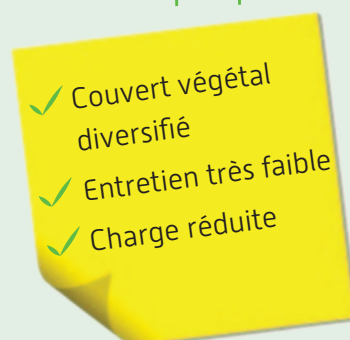 Couvert végétal
diversifié
Entretien très faible
Charge réduite